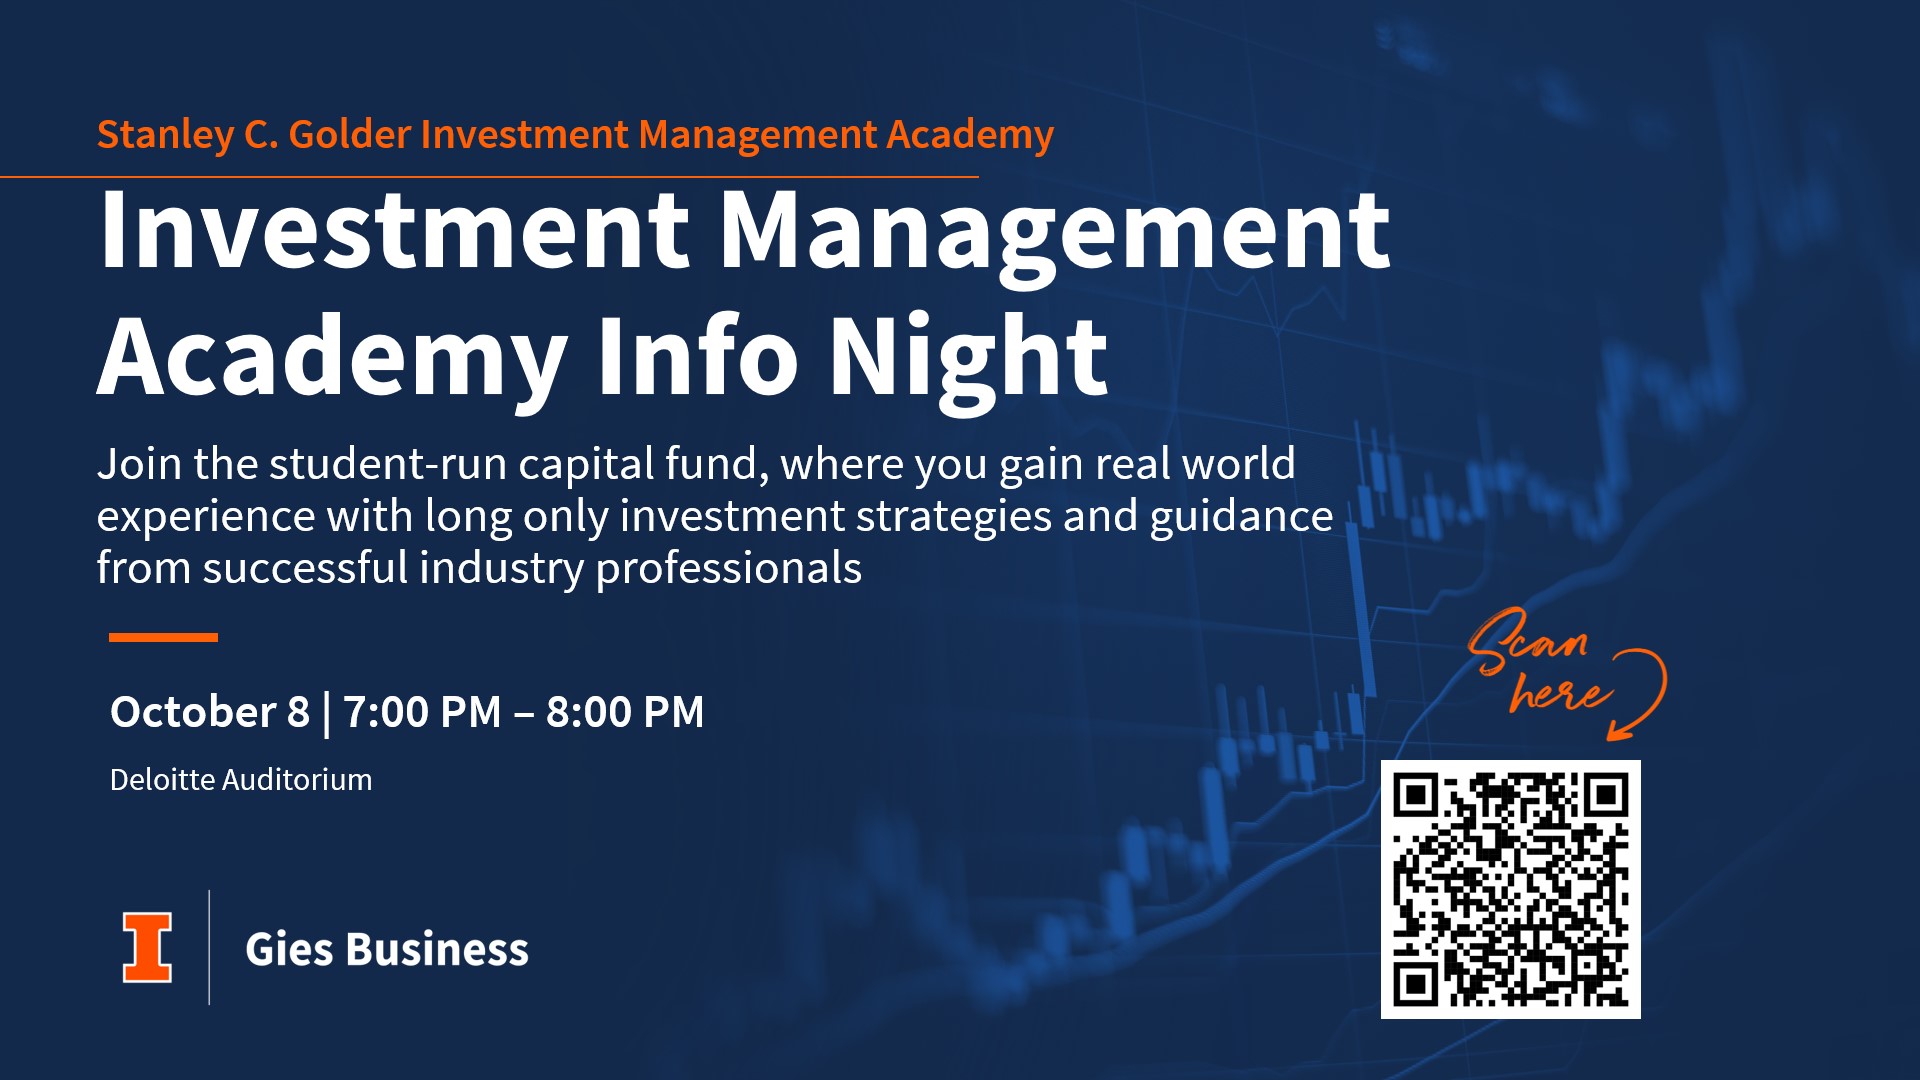 Stanley C. Golder Investment Management Academy
Investment Management
Academy Info Night
Join the student-run capital fund, where you gain real world
experience with long only investment strategies and guidance
from successful industry professionals
October 8 | 7:00 PM – 8:00 PM
Deloitte Auditorium
Scan
here
I
Gies Business